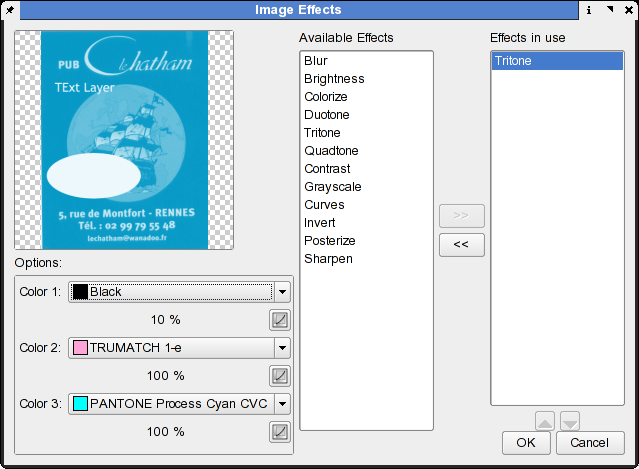 Image Effects
PUB Le Chatham
TExt Layer
5, rue de Montfort - RENNES
Tél. : 02 99 79 55 48
lechatham@wanadoo.fr
Options:
Color 1: Black
10 %
Color 2: TRUMATCH 1-e
100 %
Color 3: PANTONE Process Cyan CVC
100 %
Available Effects
Blur
Brightness
Colorize
Duotone
Tritone
Quadtone
Contrast
Grayscale
Curves
Invert
Posterize
Sharpen
>>
<<
Effects in use
Tritone
OK
Cancel